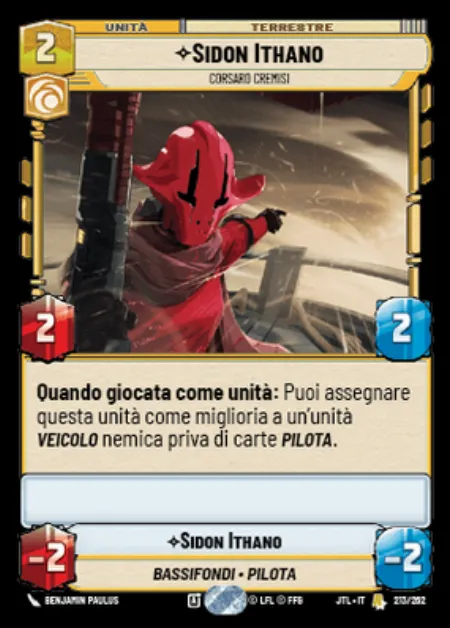 UNITÀ TERRESTRE
2 ✧SIDON ITHANO
CORSARO CREMISI
2 2
Quando giocata come unità: Puoi assegnare
questa unità come miglioria a un'unità
VEICOLO nemica priva di carte PILOTA.
✧SIDON ITHANO
-2 -2
BASSIFONDI • PILOTA
BENJAMIN PAULUS © LFL © FFG JTL • IT 213/262